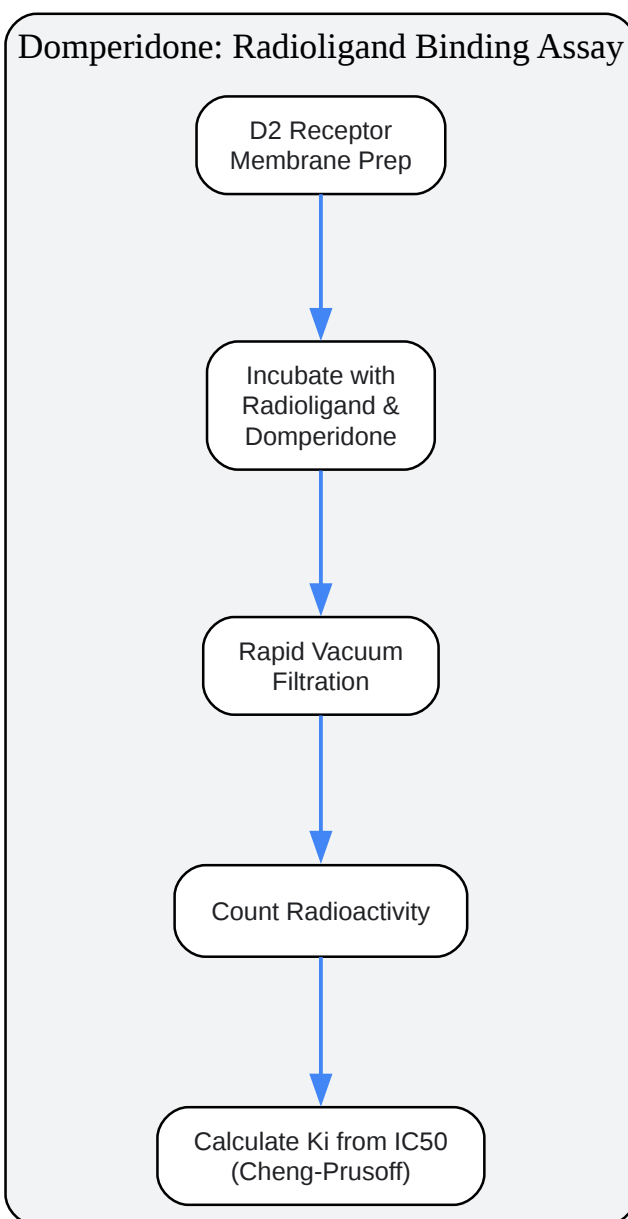 Domperidone: Radioligand Binding Assay
D2 Receptor
Membrane Prep
Incubate with
Radioligand &
Domperidone
Rapid Vacuum
Filtration
Count Radioactivity
Calculate Ki from IC50
(Cheng-Prusoff)